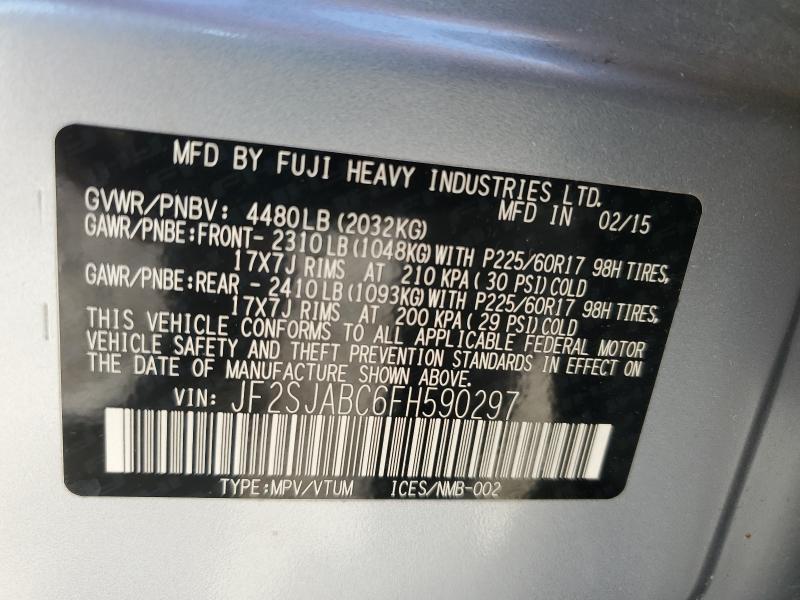 MFD BY FUJI HEAVY INDUSTRIES LTD.
MFD IN 02/15
GVWR/PNBV: 4480LB(2032KG)
GAWR/PNBE:FRONT- 2310LB(1048KG)WITH P225/60R17 98H TIRES,
17X7J RIMS AT 210 KPA( 30 PSI)COLD
GAWR/PNBE:REAR - 2410LB(1093KG)WITH P225/60R17 98H TIRES,
17X7J RIMS AT 200 KPA( 29 PSI)COLD
THIS VEHICLE CONFORMS TO ALL APPLICABLE FEDERAL MOTOR
VEHICLE SAFETY AND THEFT PREVENTION STANDARDS IN EFFECT ON
THE DATE OF MANUFACTURE SHOWN ABOVE.
VIN: JF2SJABC6FH590297
TYPE:MPV/VTUM ICES/NMB-002